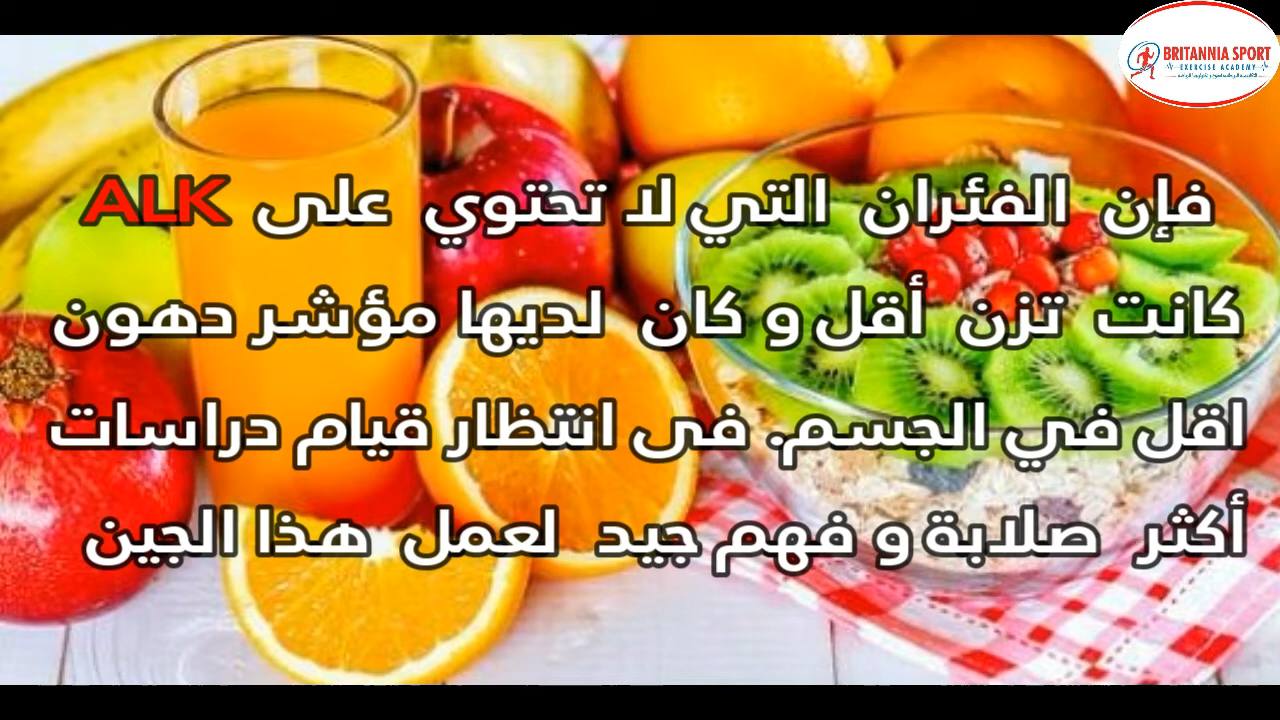 BRITANNIA SPORT
EXERCISE ACADEMY
فإن الفئران التي لا تحتوي على ALK
كانت تزن أقل و كان لديها مؤشر دهون
اقل في الجسم. فى انتظار قيام دراسات
أكثر صلابة و فهم جيد لعمل هذا الجين